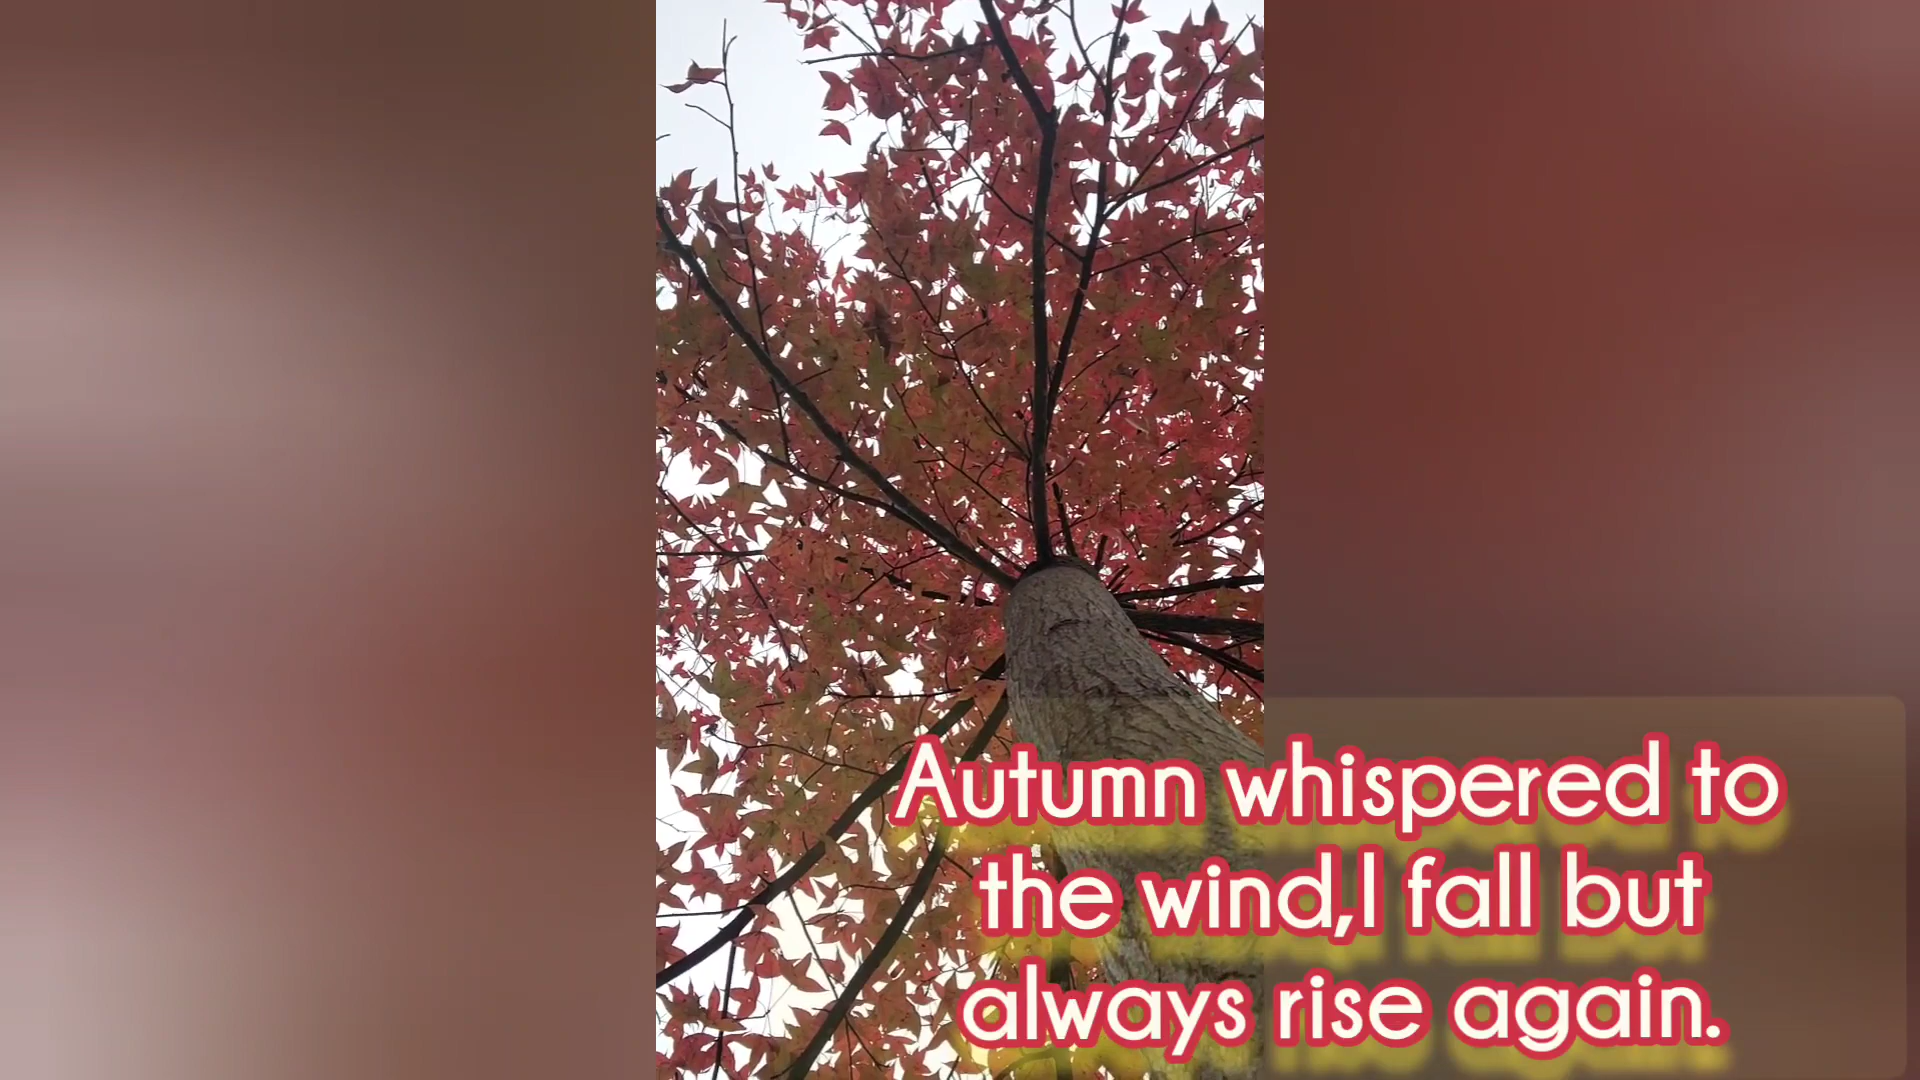 Autumn whispered to
the wind,I fall but
always rise again.